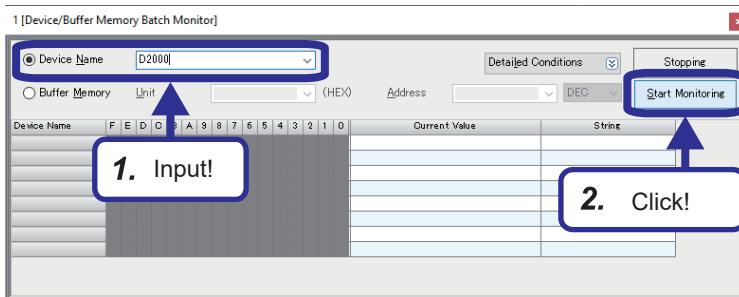 1 [Device/Buffer Memory Batch Monitor]
Device Name D2000 Detailed Conditions Stopping
Buffer Memory Unit (HEX) Address DEC Start Monitoring
Device Name F E D C B A 9 8 7 6 5 4 3 2 1 0 Current Value String
1. Input!
2. Click!